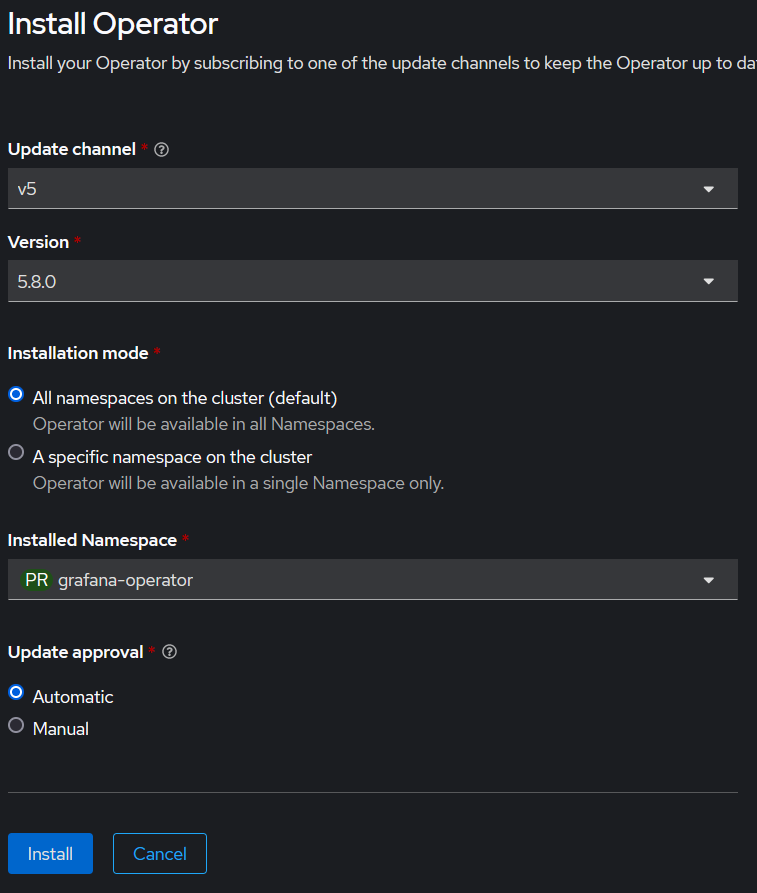 Install Operator
Install your Operator by subscribing to one of the update channels to keep the Operator up to
Update channel *
v5
Version *
5.8.0
Installation mode *
All namespaces on the cluster (default)
Operator will be available in all Namespaces.
A specific namespace on the cluster
Operator will be available in a single Namespace only.
Installed Namespace *
PR grafana-operator
Update approval *
Automatic
Manual
Install Cancel